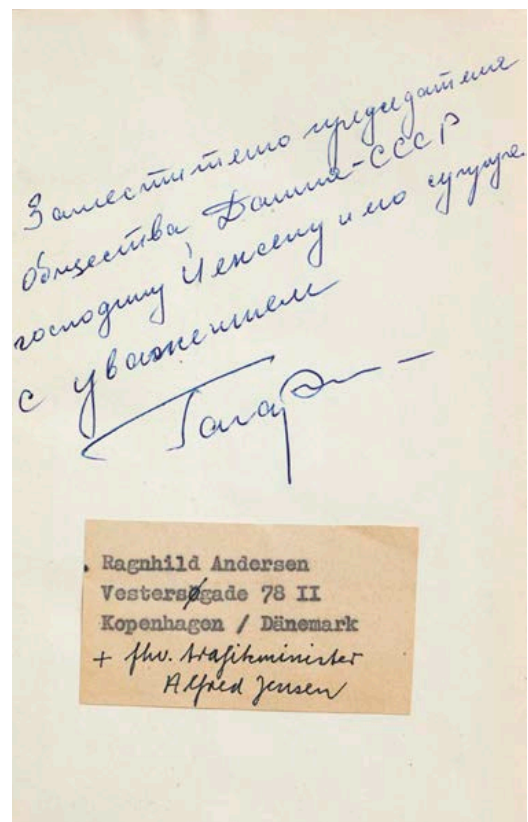 Заместителю председателя
общества, Дания-СССР
господину Йенсену и его супруге
с уважением
Гагарин
Ragnhild Andersen
Vestersøgade 78 II
Kopenhagen / Dänemark
+ fhv. trafikminister
Alfred Jensen